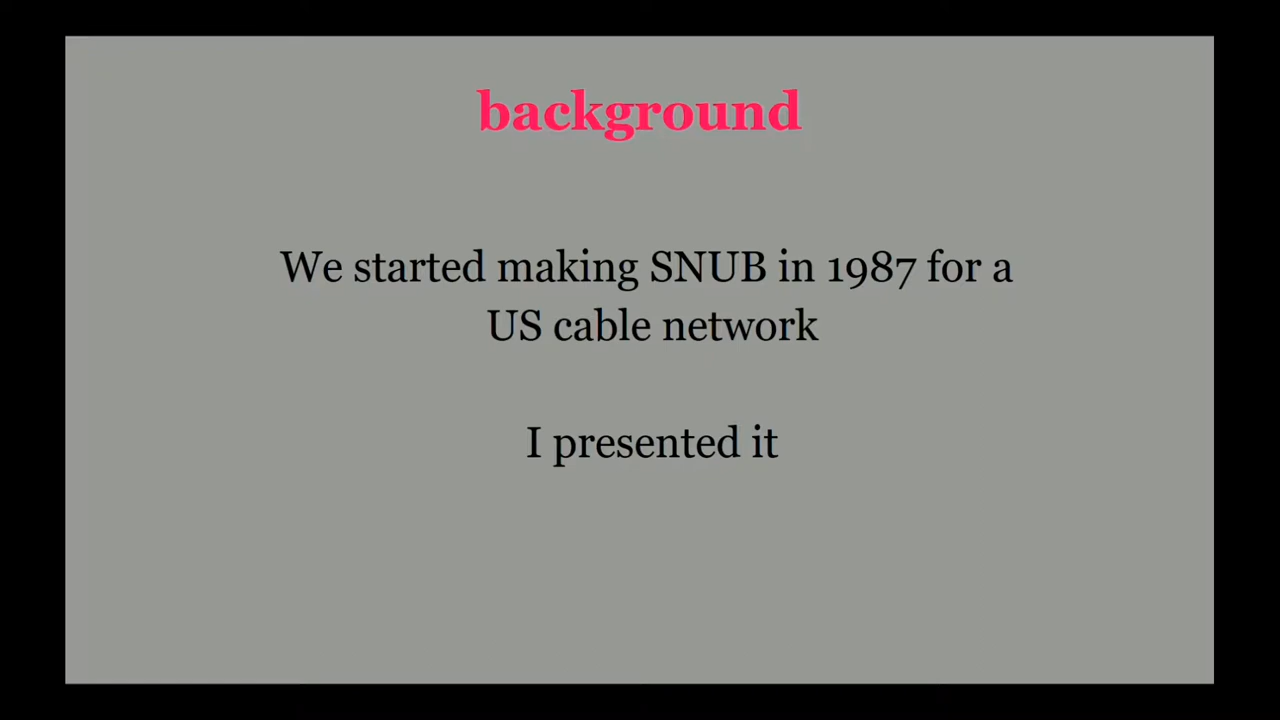 background
We started making SNUB in 1987 for a
US cable network
I presented it